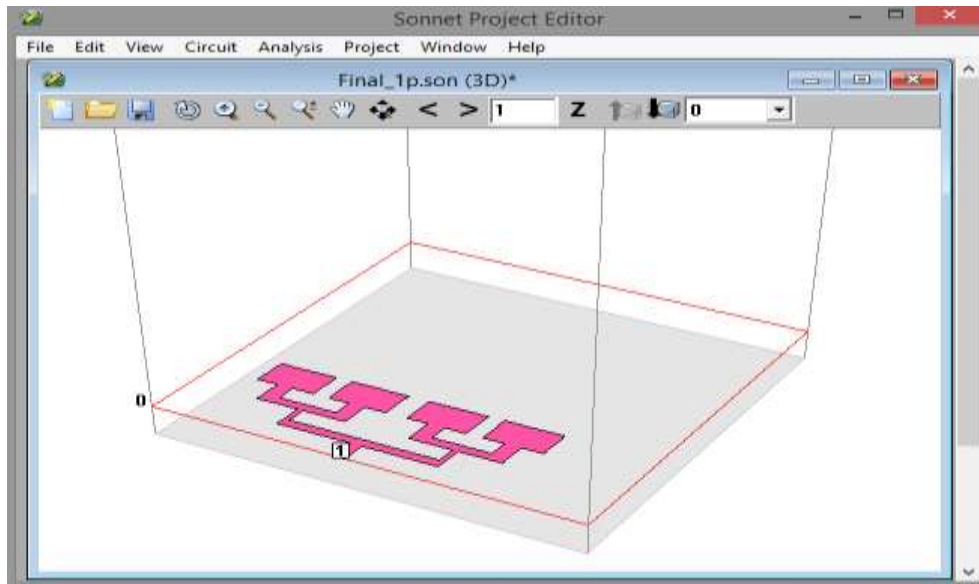 Sonnet Project Editor
File Edit View Circuit Analysis Project Window Help
Final_1p.son (3D)*
< > 1 Z 0
0
1